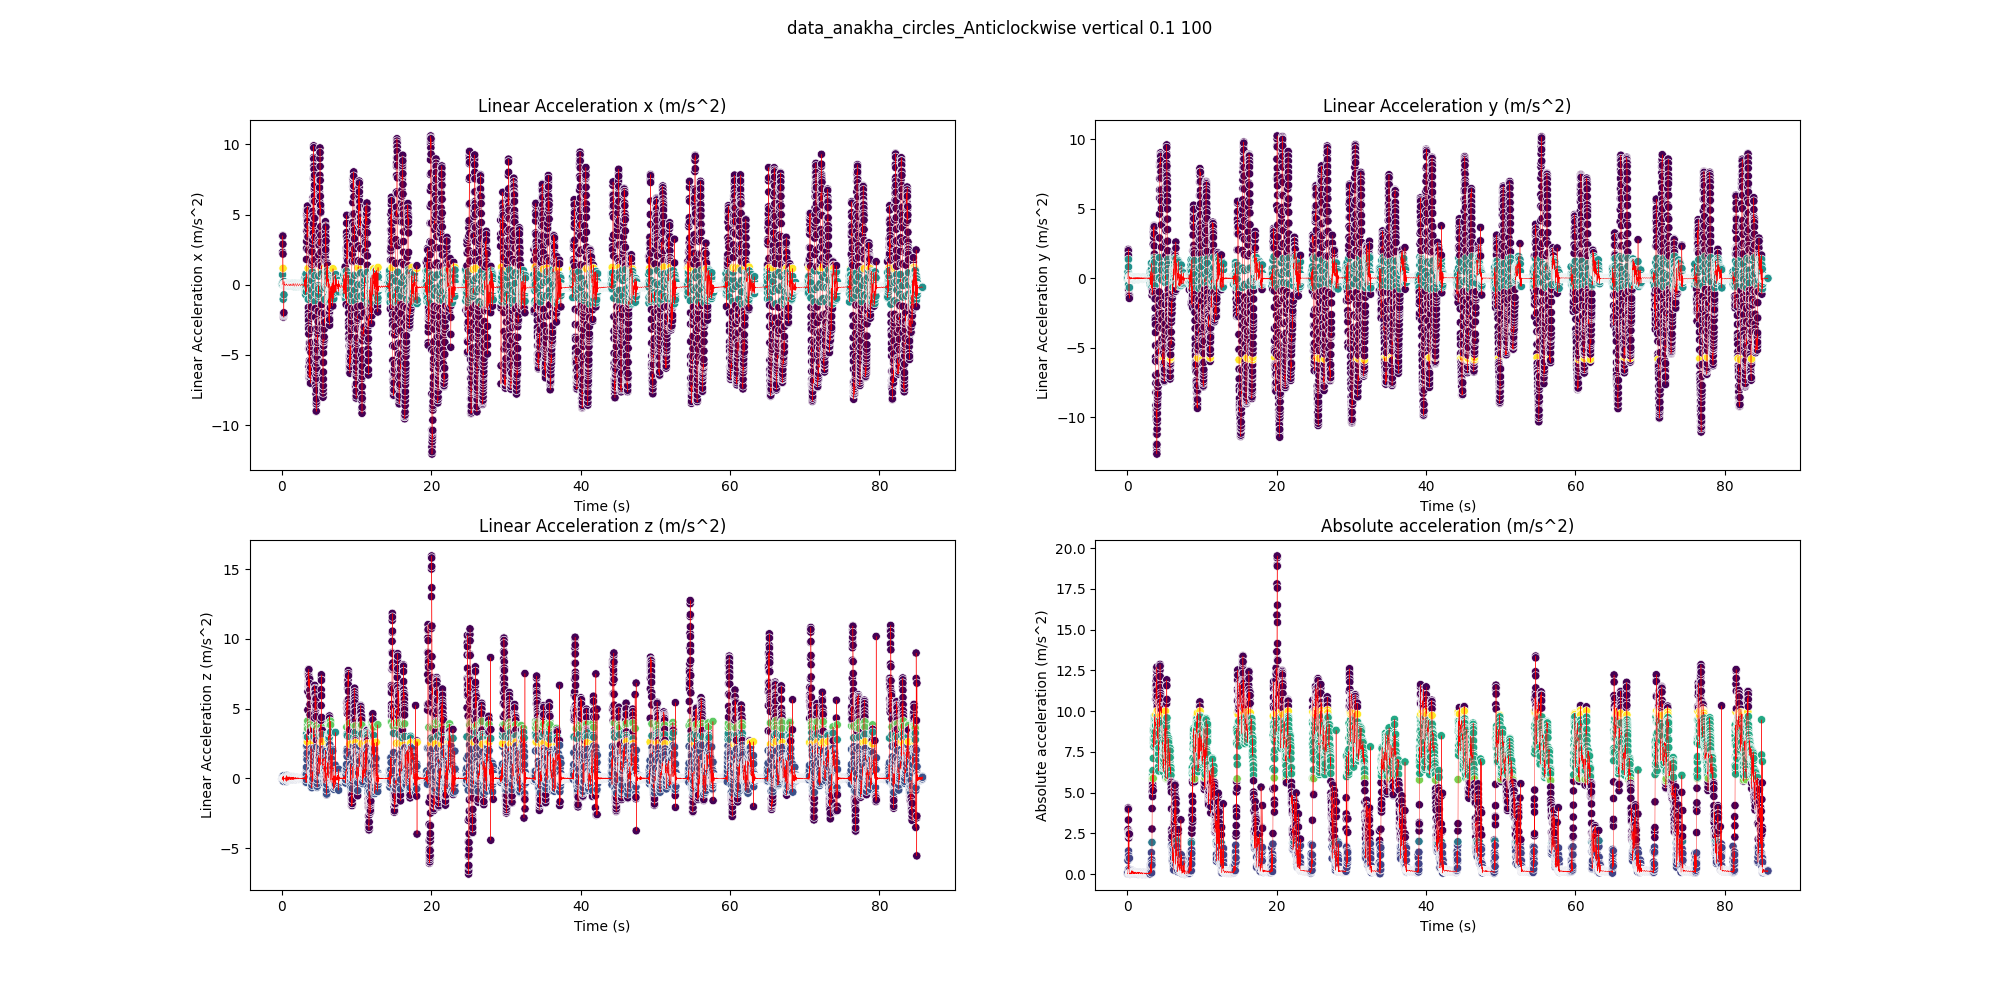 data_anakha_circles_Anticlockwise vertical 0.1 100
Linear Acceleration x (m/s^2)
Linear Acceleration x (m/s^2)
10
5
0
−5
−10
0 20 40 60 80
Time (s)
Linear Acceleration y (m/s^2)
Linear Acceleration y (m/s^2)
10
5
0
−5
−10
0 20 40 60 80
Time (s)
Linear Acceleration z (m/s^2)
Linear Acceleration z (m/s^2)
15
10
5
0
−5
0 20 40 60 80
Time (s)
Absolute acceleration (m/s^2)
Absolute acceleration (m/s^2)
20.0
17.5
15.0
12.5
10.0
7.5
5.0
2.5
0.0
0 20 40 60 80
Time (s)